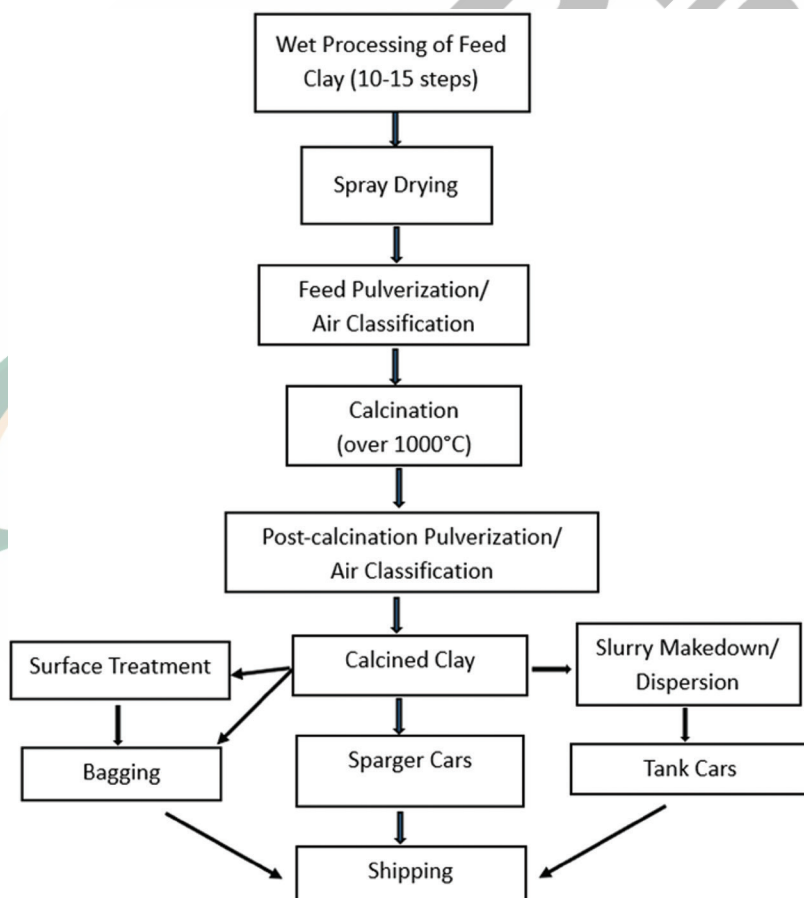 Wet Processing of Feed
Clay (10-15 steps)
Spray Drying
Feed Pulverization/
Air Classification
Calcination
(over 1000°C)
Post-calcination Pulverization/
Air Classification
Surface Treatment
Calcined Clay
Slurry Makedown/
Dispersion
Bagging
Sparger Cars
Tank Cars
Shipping